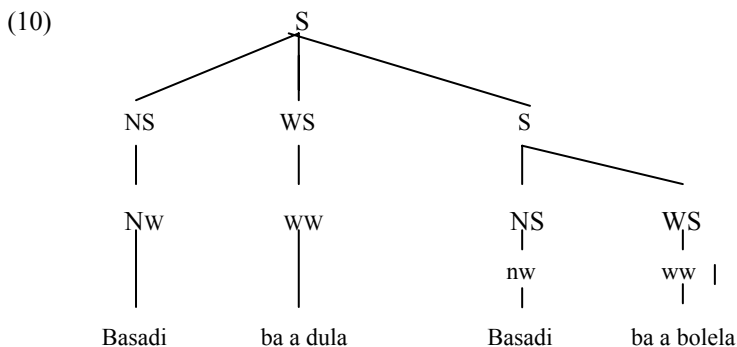 (10) S
NS WS S
Nw ww NS WS
nw ww
Basadi ba a dula Basadi ba a bolela